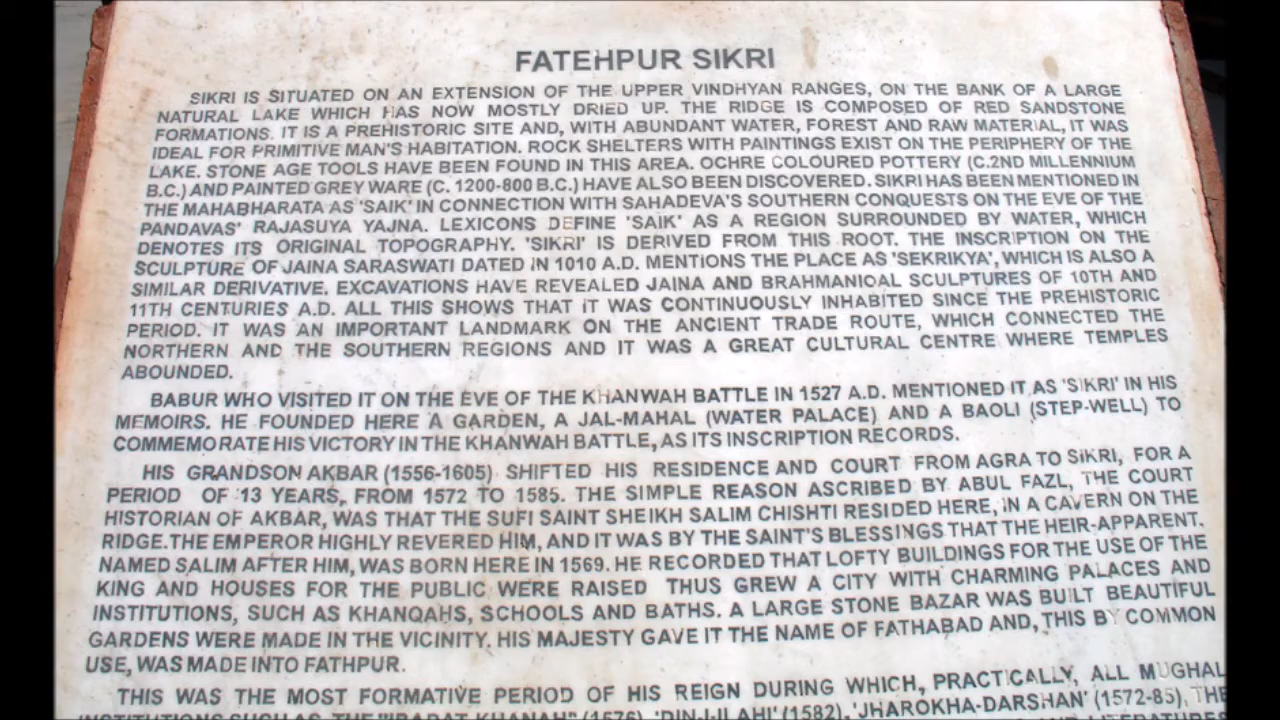 FATEHPUR SIKRI
SIKRI IS SITUATED ON AN EXTENSION OF THE UPPER VINDHYAN RANGES, ON THE BANK OF A LARGE
NATURAL LAKE WHICH HAS NOW MOSTLY DRIED UP. THE RIDGE IS COMPOSED OF RED SANDSTONE
FORMATIONS. IT IS A PREHISTORIC SITE AND, WITH ABUNDANT WATER, FOREST AND RAW MATERIAL, IT WAS
IDEAL FOR PRIMITIVE MAN'S HABITATION. ROCK SHELTERS WITH PAINTINGS EXIST ON THE PERIPHERY OF THE
LAKE. STONE AGE TOOLS HAVE BEEN FOUND IN THIS AREA. OCHRE COLOURED POTTERY (C.2ND MILLENNIUM
B.C.) AND PAINTED GREY WARE (C. 1200-800 B.C.) HAVE ALSO BEEN DISCOVERED. SIKRI HAS BEEN MENTIONED IN
THE MAHABHARATA AS 'SAIK' IN CONNECTION WITH SAHADEVA'S SOUTHERN CONQUESTS ON THE EVE OF THE
PANDAVAS' RAJASUYA YAJNA. LEXICONS DEFINE 'SAIK' AS A REGION SURROUNDED BY WATER, WHICH
DENOTES ITS ORIGINAL TOPOGRAPHY. 'SIKRI' IS DERIVED FROM THIS ROOT. THE INSCRIPTION ON THE
SCULPTURE OF JAINA SARASWATI DATED IN 1010 A.D. MENTIONS THE PLACE AS 'SEKRIKYA', WHICH IS ALSO A
SIMILAR DERIVATIVE. EXCAVATIONS HAVE REVEALED JAINA AND BRAHMANICAL SCULPTURES OF 10TH AND
11TH CENTURIES A.D. ALL THIS SHOWS THAT IT WAS CONTINUOUSLY INHABITED SINCE THE PREHISTORIC
PERIOD. IT WAS AN IMPORTANT LANDMARK ON THE ANCIENT TRADE ROUTE, WHICH CONNECTED THE
NORTHERN AND THE SOUTHERN REGIONS AND IT WAS A GREAT CULTURAL CENTRE WHERE TEMPLES
ABOUNDED.
BABUR WHO VISITED IT ON THE EVE OF THE KHANWAH BATTLE IN 1527 A.D. MENTIONED IT AS 'SIKRI' IN HIS
MEMOIRS. HE FOUNDED HERE A GARDEN, A JAL-MAHAL (WATER PALACE) AND A BAOLI (STEP-WELL) TO
COMMEMORATE HIS VICTORY IN THE KHANWAH BATTLE, AS ITS INSCRIPTION RECORDS.
HIS GRANDSON AKBAR (1556-1605) SHIFTED HIS RESIDENCE AND COURT FROM AGRA TO SIKRI, FOR A
PERIOD OF 13 YEARS, FROM 1572 TO 1585. THE SIMPLE REASON ASCRIBED BY ABUL FAZL, THE COURT
HISTORIAN OF AKBAR, WAS THAT THE SUFI SAINT SHEIKH SALIM CHISHTI RESIDED HERE, IN A CAVERN ON THE
RIDGE.THE EMPEROR HIGHLY REVERED HIM, AND IT WAS BY THE SAINT'S BLESSINGS THAT THE HEIR-APPARENT.
NAMED SALIM AFTER HIM, WAS BORN HERE IN 1569. HE RECORDED THAT LOFTY BUILDINGS FOR THE USE OF THE
KING AND HOUSES FOR THE PUBLIC WERE RAISED THUS GREW A CITY WITH CHARMING PALACES AND
INSTITUTIONS, SUCH AS KHANQAHS, SCHOOLS AND BATHS. A LARGE STONE BAZAR WAS BUILT BEAUTIFUL
GARDENS WERE MADE IN THE VICINITY. HIS MAJESTY GAVE IT THE NAME OF FATHABAD AND, THIS BY COMMON
USE, WAS MADE INTO FATHPUR.
THIS WAS THE MOST FORMATIVE PERIOD OF HIS REIGN DURING WHICH, PRACTICALLY, ALL MUGHAL
INSTITUTIONS SUCH AS THE "IBADAT KHANAH" (1576), 'DIN-I-ILAHI' (1582), 'JHAROKHA-DARSHAN' (1572-85), THE